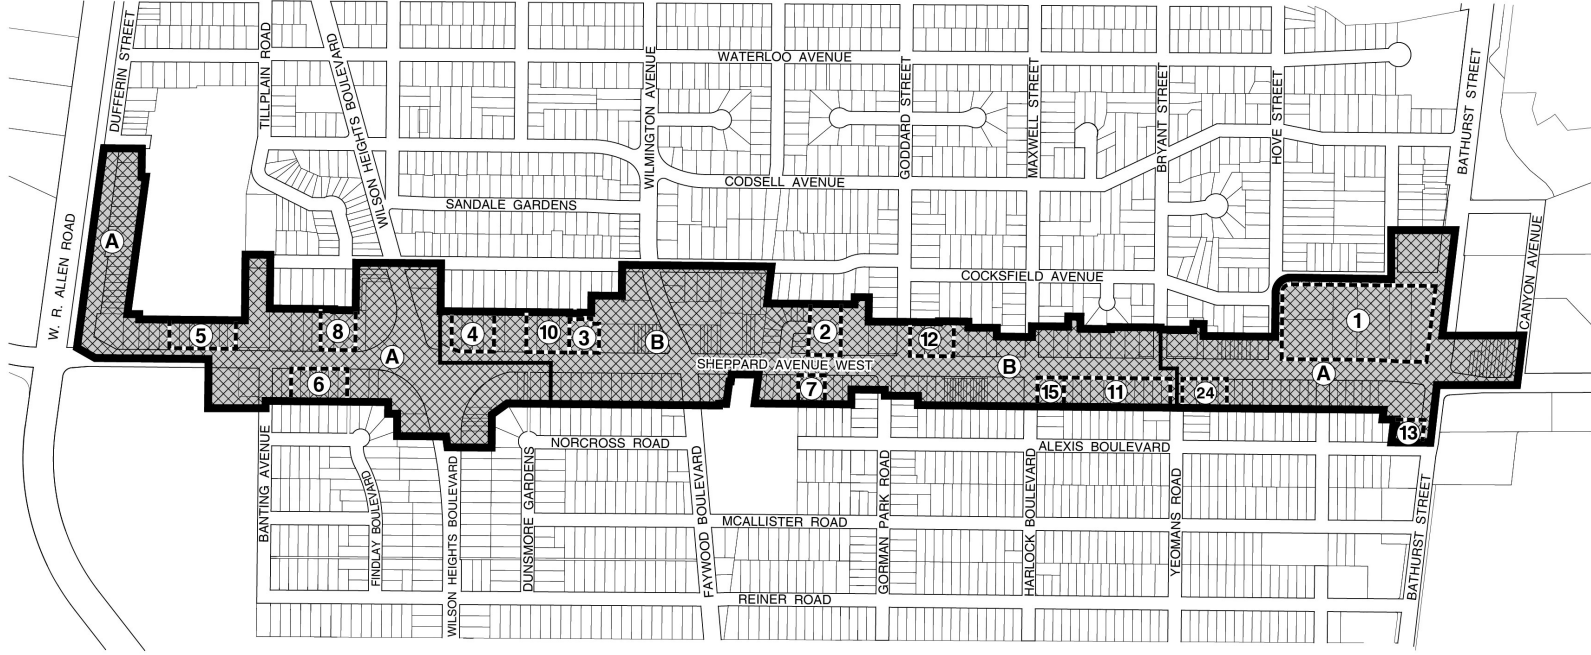 WATERLOO AVENUE
DUFFERIN STREET
TILLPLAIN ROAD
WILSON HEIGHTS BOULEVARD
WILMINGTON AVENUE
GODDARD STREET
MAXWELL STREET
BRYANT STREET
HOVE STREET
BATHURST STREET
CODSELL AVENUE
SANDALE GARDENS
W. R. ALLEN ROAD
A
COCKSFIELD AVENUE
CANYON AVENUE
5
8
4
10
3
B
2
12
1
A
SHEPPARD AVENUE WEST
B
A
6
7
15
11
24
13
NORCROSS ROAD
ALEXIS BOULEVARD
BANTING AVENUE
FINDLAY BOULEVARD
WILSON HEIGHTS BOULEVARD
DUNSMORE GARDENS
FAYWOOD BOULEVARD
GORMAN PARK ROAD
HARLOCK BOULEVARD
YEOMANS ROAD
BATHURST STREET
MCALLISTER ROAD
REINER ROAD